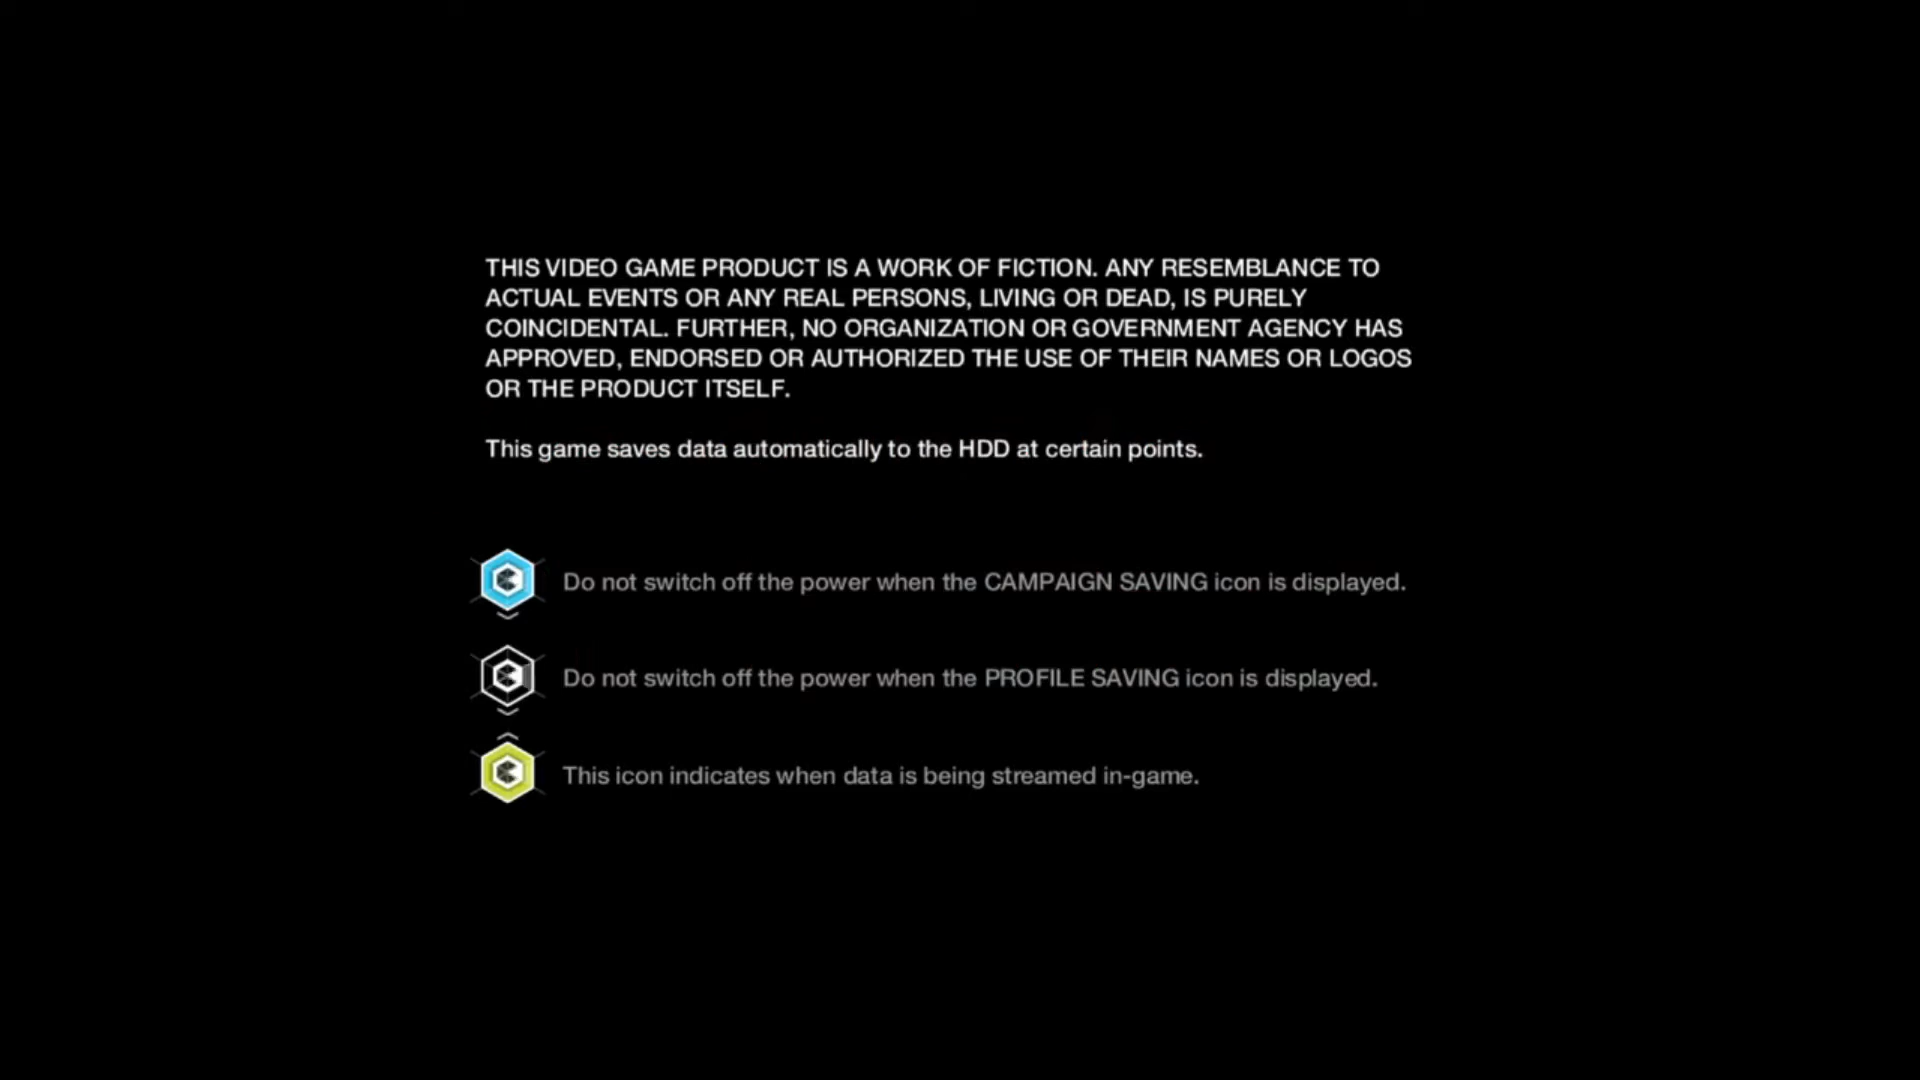 THIS VIDEO GAME PRODUCT IS A WORK OF FICTION. ANY RESEMBLANCE TO
ACTUAL EVENTS OR ANY REAL PERSONS, LIVING OR DEAD, IS PURELY
COINCIDENTAL. FURTHER, NO ORGANIZATION OR GOVERNMENT AGENCY HAS
APPROVED, ENDORSED OR AUTHORIZED THE USE OF THEIR NAMES OR LOGOS
OR THE PRODUCT ITSELF.
This game saves data automatically to the HDD at certain points.
Do not switch off the power when the CAMPAIGN SAVING icon is displayed.
Do not switch off the power when the PROFILE SAVING icon is displayed.
This icon indicates when data is being streamed in-game.